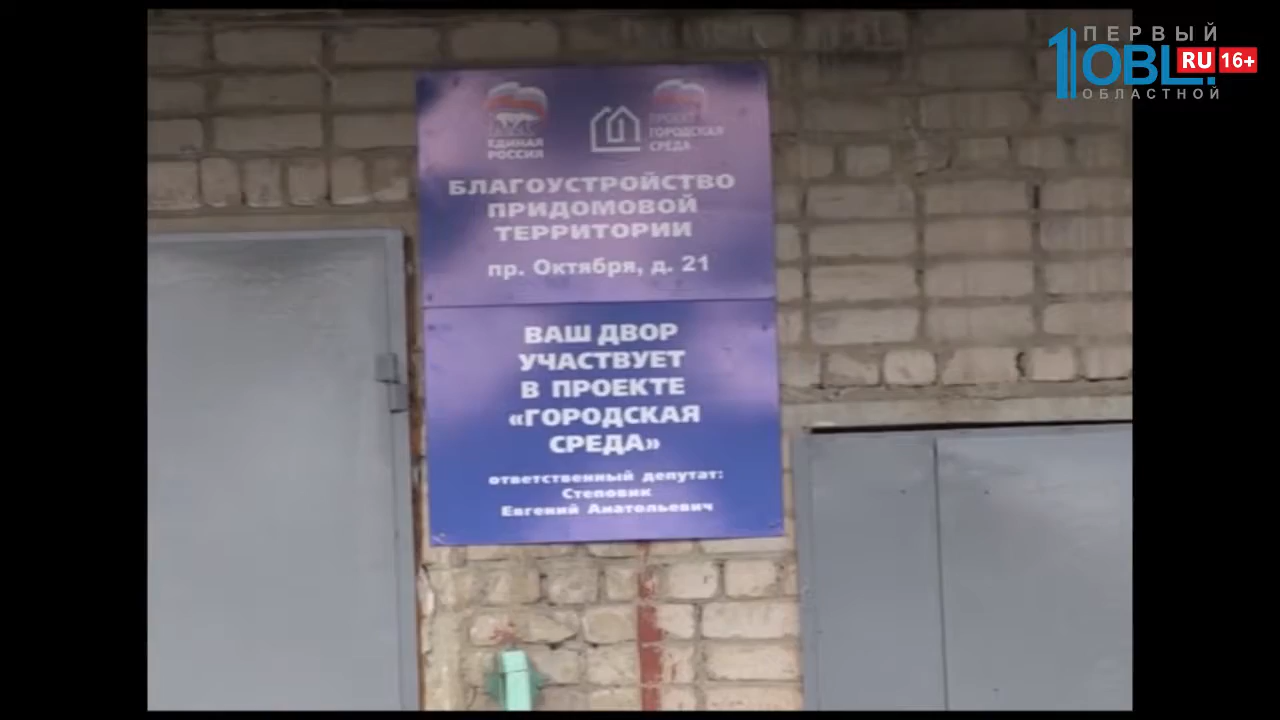 ПЕРВЫЙ
1OBL.RU 16+
ОБЛАСТНОЙ
ЕДИНАЯ
РОССИЯ
ПРОЕКТ
ГОРОДСКАЯ
СРЕДА
БЛАГОУСТРОЙСТВО
ПРИДОМОВОЙ
ТЕРРИТОРИИ
пр. Октября, д. 21
ВАШ ДВОР
УЧАСТВУЕТ
В ПРОЕКТЕ
«ГОРОДСКАЯ
СРЕДА»
ответственный депутат:
Степовик
Евгений Анатольевич